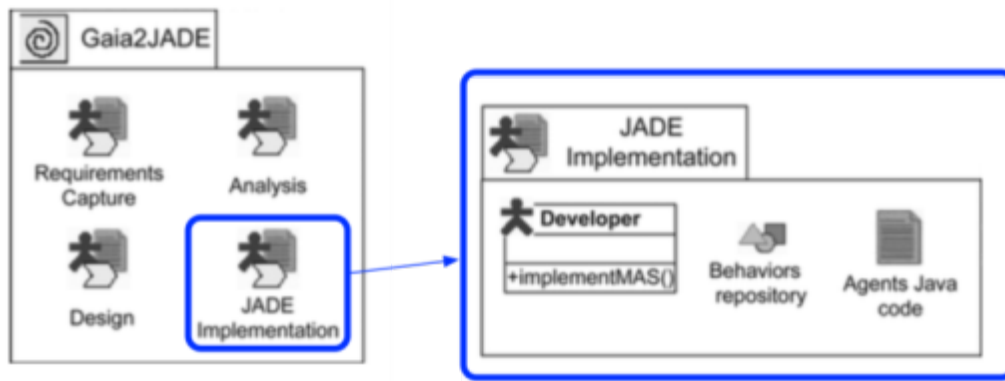 Gaia2JADE
Requirements
Capture
Analysis
Design
JADE
Implementation
JADE
Implementation
Developer
+implementMAS()
Behaviors
repository
Agents Java
code